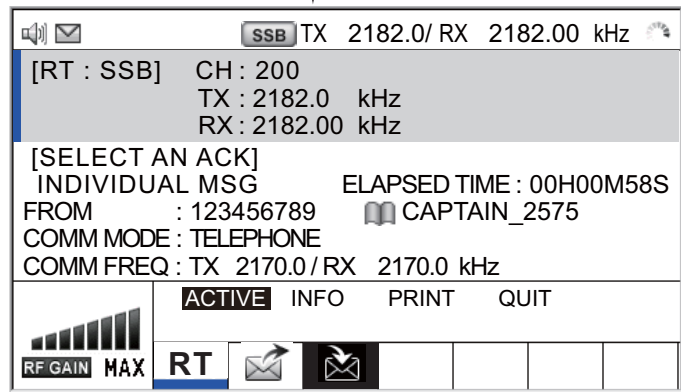 SSB TX 2182.0/ RX 2182.00 kHz
[RT : SSB] CH : 200
TX : 2182.0 kHz
RX : 2182.00 kHz
[SELECT AN ACK]
INDIVIDUAL MSG ELAPSED TIME : 00H00M58S
FROM : 123456789 CAPTAIN_2575
COMM MODE : TELEPHONE
COMM FREQ : TX 2170.0 / RX 2170.0 kHz
ACTIVE INFO PRINT QUIT
RF GAIN MAX RT